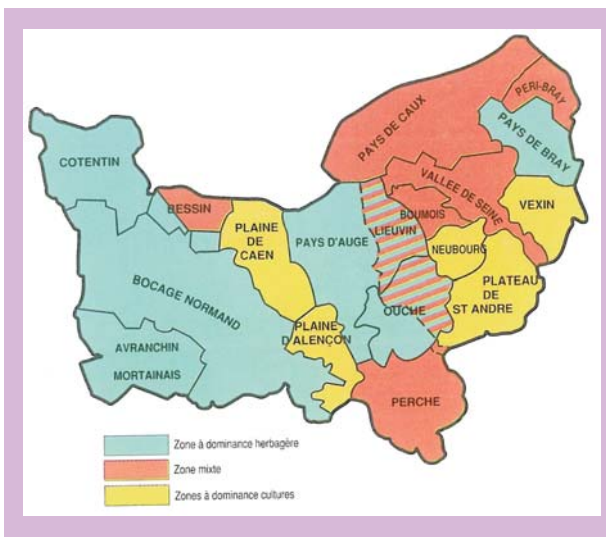 PERI-BRAY
PAYS DE CAUX
PAYS DE BRAY
COTENTIN
VALLEE DE SEINE
BESSIN
VEXIN
ROUMOIS
LIEUVIN
PLAINE
DE
CAEN
PAYS D'AUGE
NEUBOURG
BOCAGE NORMAND
PLATEAU
DE
ST ANDRE
OUCHE
PLAINE
D'ALENÇON
AVRANCHIN
MORTAINAIS
PERCHE
Zone à dominance herbagère
Zone mixte
Zones à dominance cultures